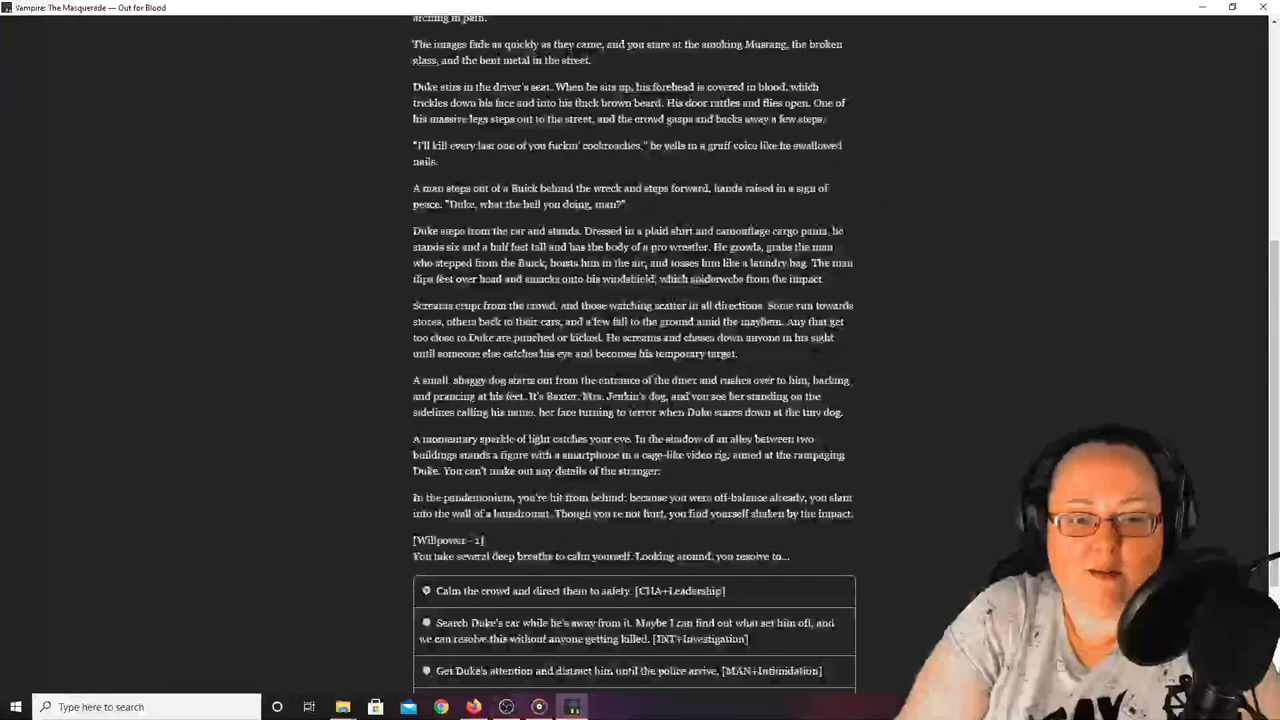 Vampire: The Masquerade — Out for Blood
arching in pain.
The images fade as quickly as they came, and you stare at the smoking Mustang, the broken
glass, and the bent metal in the street.
Duke stirs in the driver's seat. When he sits up, his forehead is covered in blood, which
trickles down his face and into his thick brown beard. His door rattles and flies open. One of
his massive legs steps out to the street, and the crowd gasps and backs away a few steps.
"I'll kill every last one of you fuckin' cockroaches," he yells in a gruff voice like he swallowed
nails.
A man steps out of a Buick behind the wreck and steps forward, hands raised in a sign of
peace. "Duke, what the hell you doing, man?"
Duke steps from the car and stands. Dressed in a plaid shirt and camouflage cargo pants, he
stands six and a half feet tall and has the body of a pro wrestler. He growls, grabs the man
who stepped from the Buick, hoists him in the air, and tosses him like a laundry bag. The man
flips feet over head and smacks onto his windshield, which spiderwebs from the impact.
Screams erupt from the crowd, and those watching scatter in all directions. Some run towards
stores, others back to their cars, and a few fall to the ground amid the mayhem. Any that get
too close to Duke are punched or kicked. He screams and chases down anyone in his sight
until someone else catches his eye and becomes his temporary target.
A small, shaggy dog starts out from the entrance of the diner and rushes over to him, barking
and prancing at his feet. It's Baxter, Mrs. Jenkin's dog, and you see her standing on the
sidelines calling his name, her face turning to terror when Duke stares down at the tiny dog.
A momentary sparkle of light catches your eye. In the shadow of an alley between two
buildings stands a figure with a smartphone in a cage-like video rig, aimed at the rampaging
Duke. You can't make out any details of the stranger.
In the pandemonium, you're hit from behind; because you were off-balance already, you slam
into the wall of a laundromat. Though you're not hurt, you find yourself shaken by the impact.
[Willpower −1]
You take several deep breaths to calm yourself. Looking around, you resolve to...
Calm the crowd and direct them to safety. [CHA+Leadership]
Search Duke's car while he's away from it. Maybe I can find out what set him off, and
we can resolve this without anyone getting killed. [INT+Investigation]
Get Duke's attention and distract him until the police arrive. [MAN+Intimidation]
Type here to search